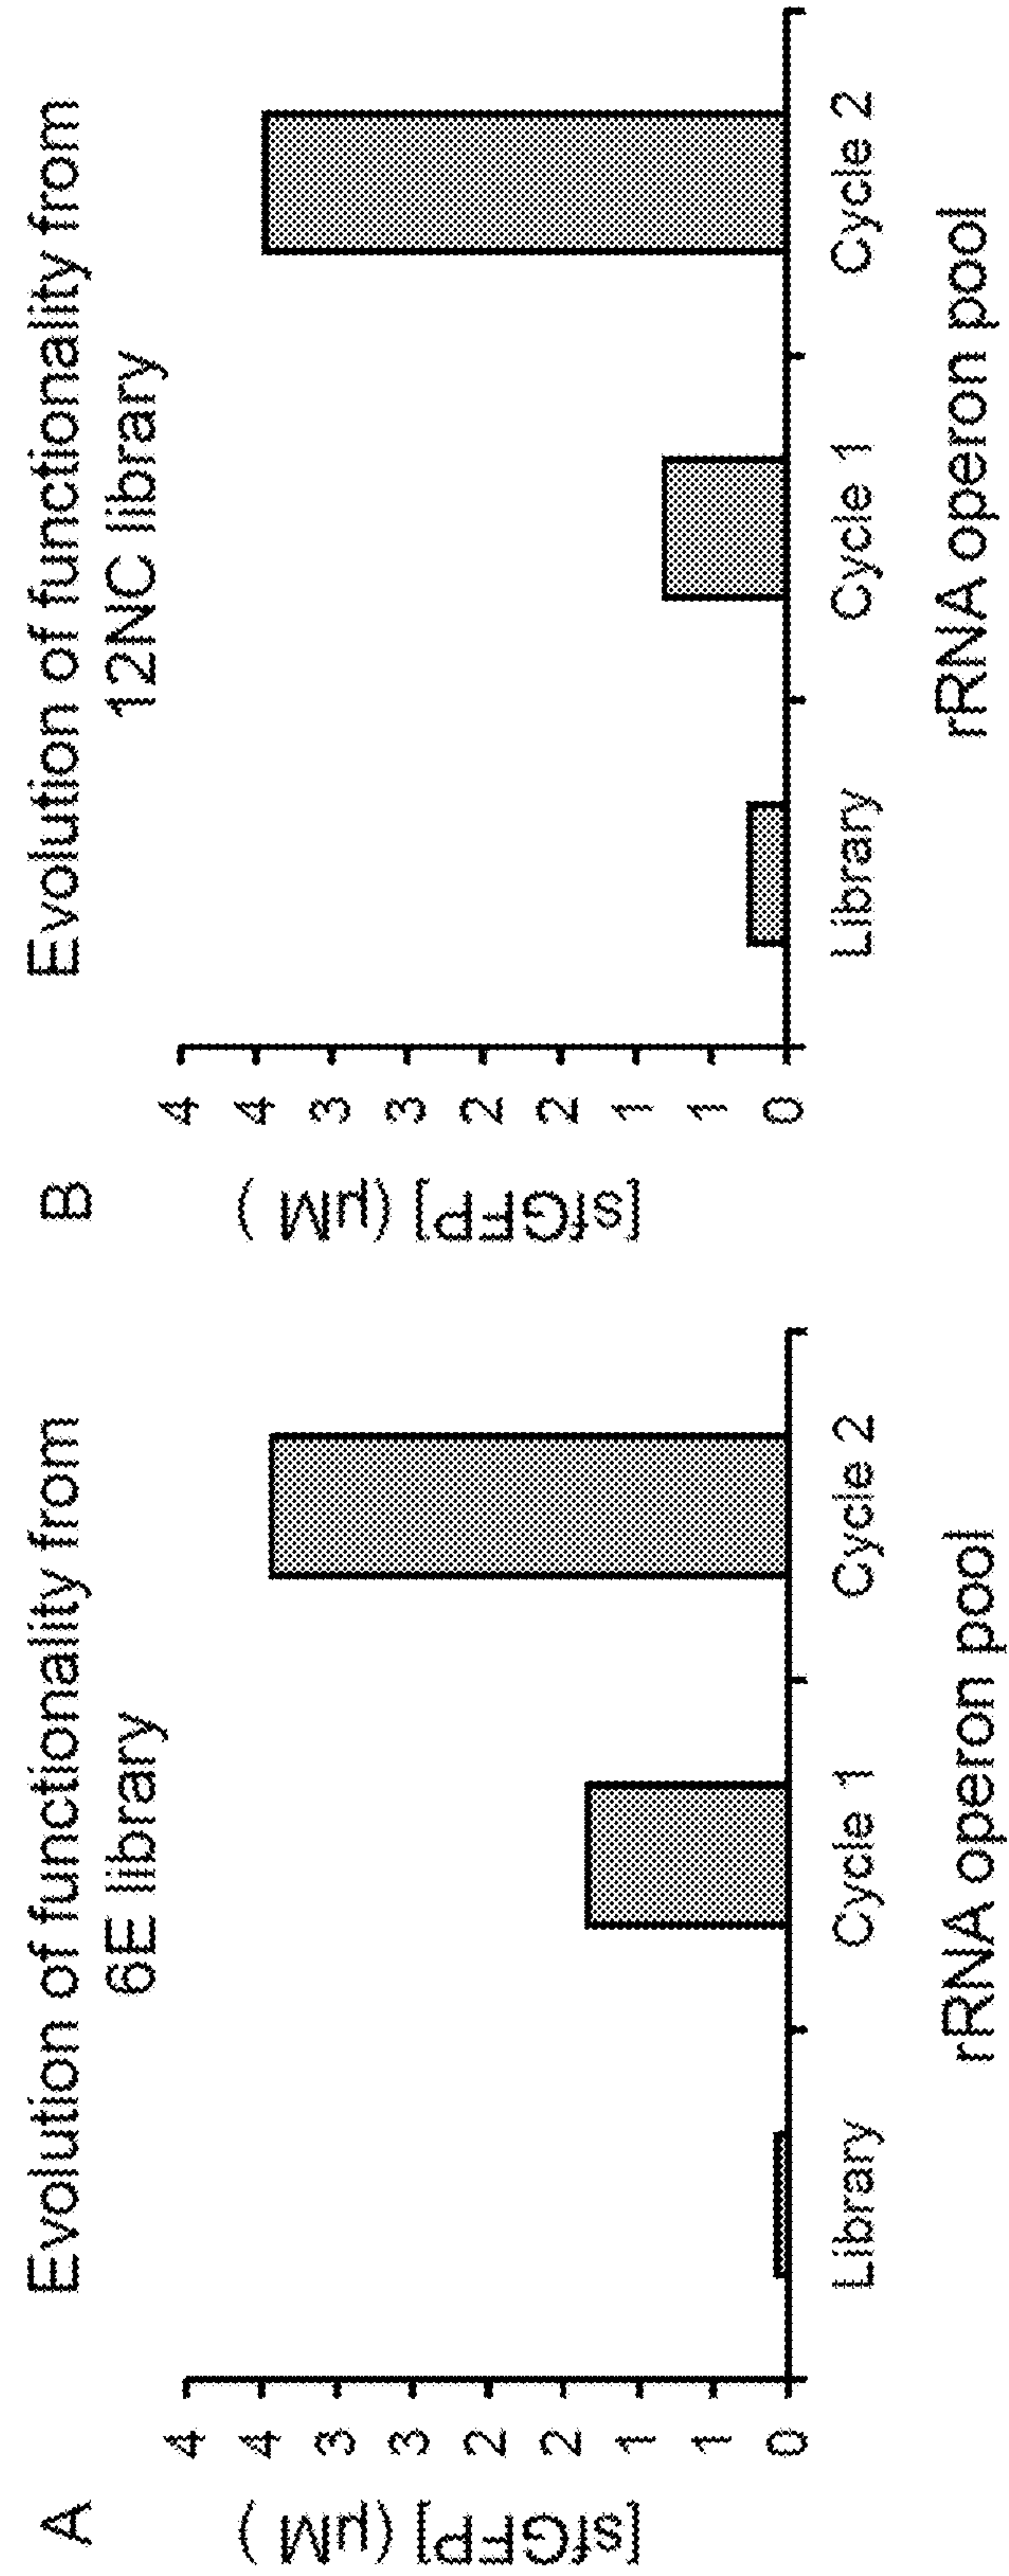 A
Evolution of functionality from
6E library
[sfGFP] (µM )
4
4
3
3
2
2
1
1
0
Library
Cycle 1
Cycle 2
rRNA operon pool
B
Evolution of functionality from
12NC library
[sfGFP] (µM )
4
4
3
3
2
2
1
1
0
Library
Cycle 1
Cycle 2
rRNA operon pool